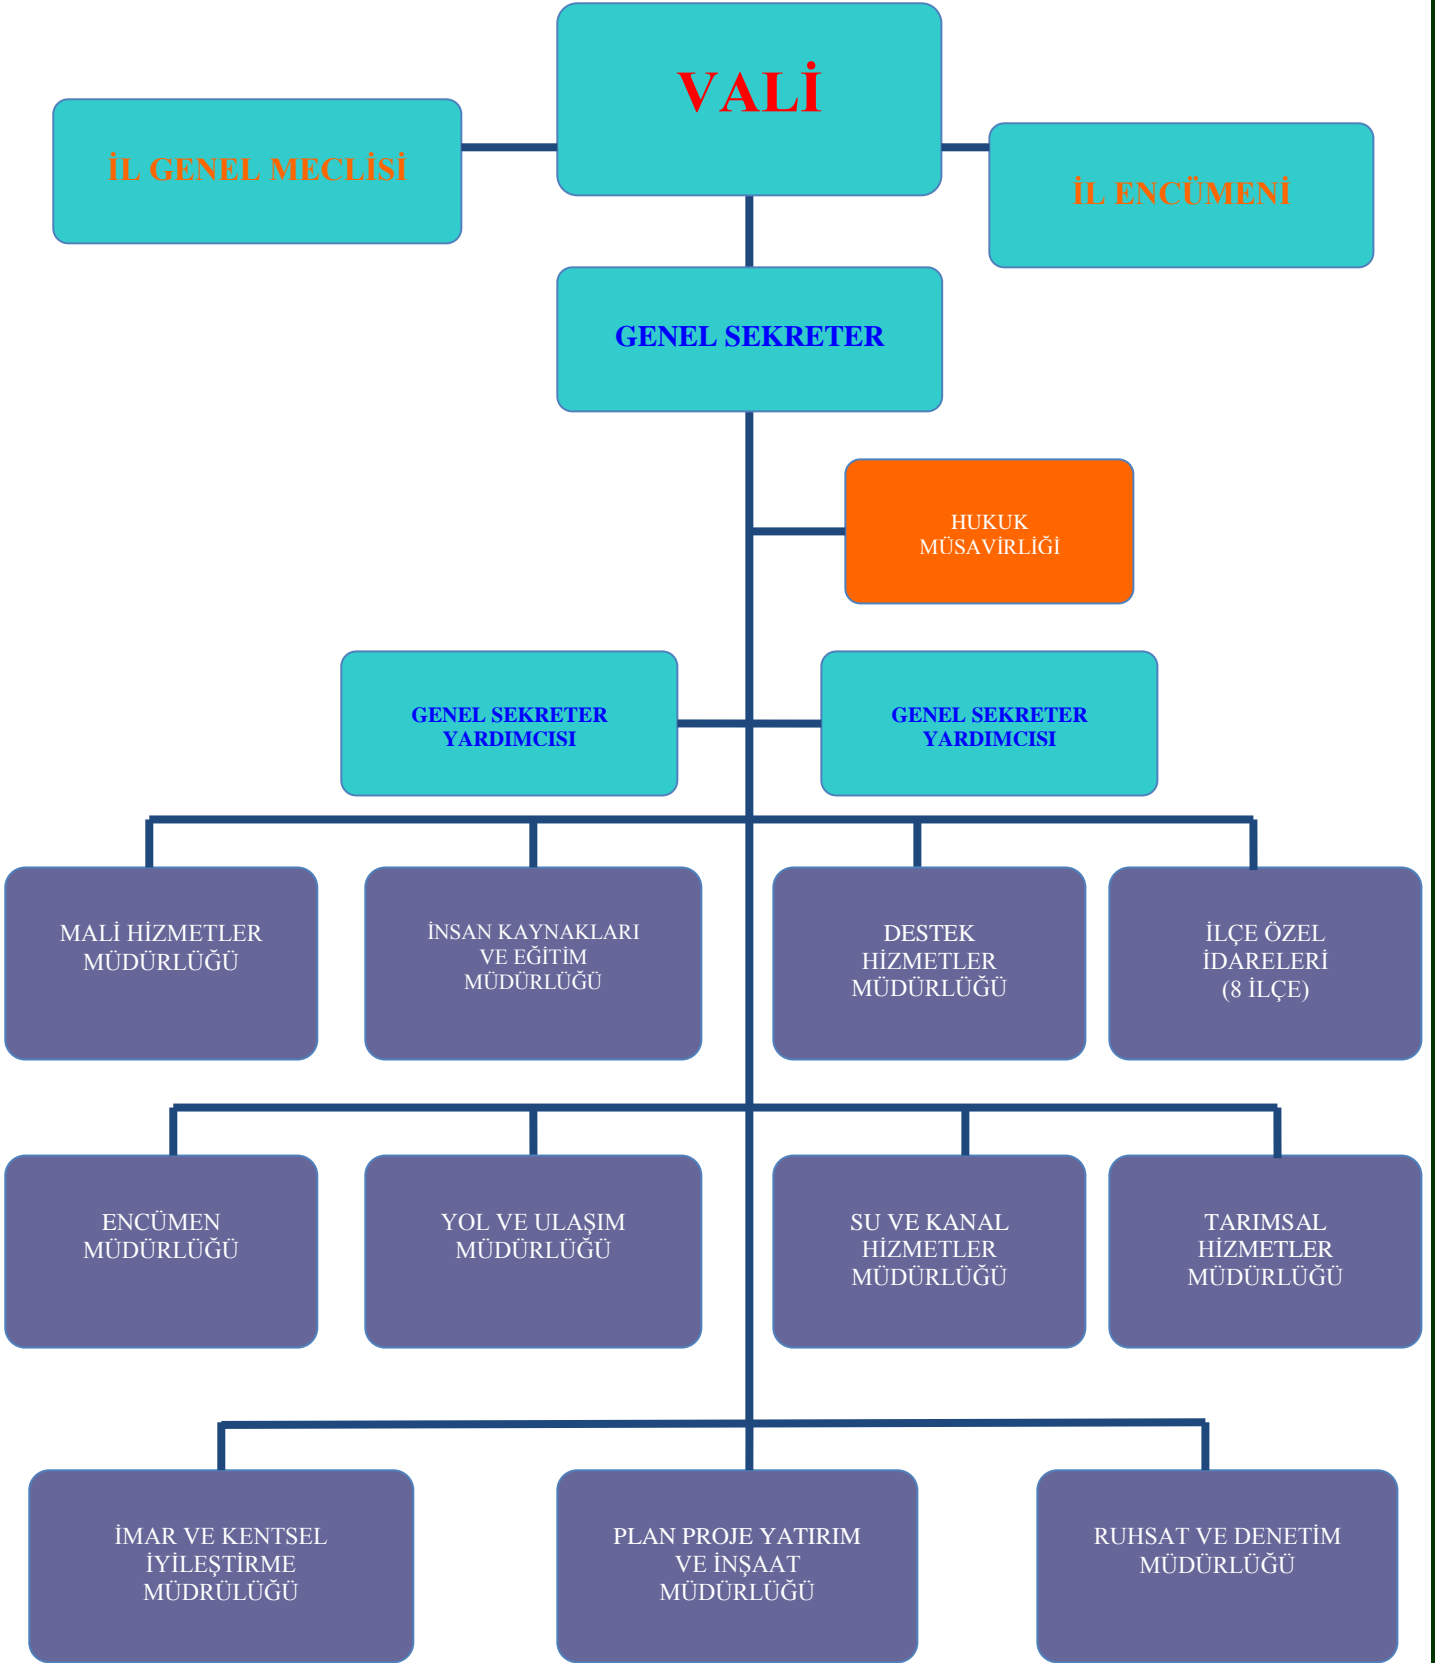 VALİ
İL GENEL MECLİSİ
İL ENCÜMENİ
GENEL SEKRETER
HUKUK
MÜSAVİRLİĞİ
GENEL SEKRETER
YARDIMCISI
GENEL SEKRETER
YARDIMCISI
MALİ HİZMETLER
MÜDÜRLÜĞÜ
İNSAN KAYNAKLARI
VE EĞİTİM
MÜDÜRLÜĞÜ
DESTEK
HİZMETLER
MÜDÜRLÜĞÜ
İLÇE ÖZEL
İDARELERİ
(8 İLÇE)
ENCÜMEN
MÜDÜRLÜĞÜ
YOL VE ULAŞIM
MÜDÜRLÜĞÜ
SU VE KANAL
HİZMETLER
MÜDÜRLÜĞÜ
TARIMSAL
HİZMETLER
MÜDÜRLÜĞÜ
İMAR VE KENTSEL
İYİLEŞTİRME
MÜDRÜLÜĞÜ
PLAN PROJE YATIRIM
VE İNŞAAT
MÜDÜRLÜĞÜ
RUHSAT VE DENETİM
MÜDÜRLÜĞÜ